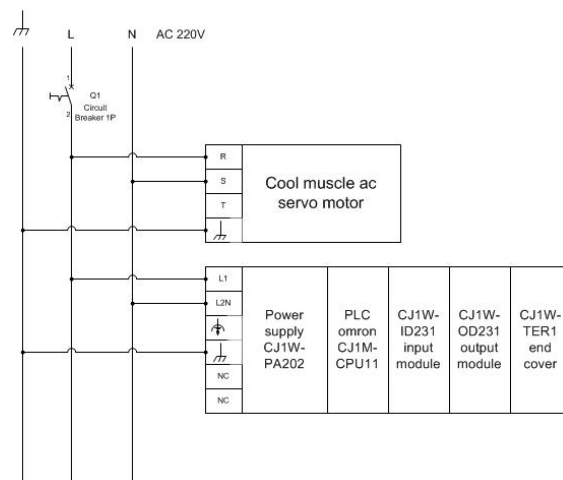 L N AC 220V
1
Q1
Circuit
Breaker 1P
2
R
S
T
Cool muscle ac
servo motor
L1
L2N
NC
NC
Power
supply
CJ1W-
PA202
PLC
omron
CJ1M-
CPU11
CJ1W-
ID231
input
module
CJ1W-
OD231
output
module
CJ1W-
TER1
end
cover